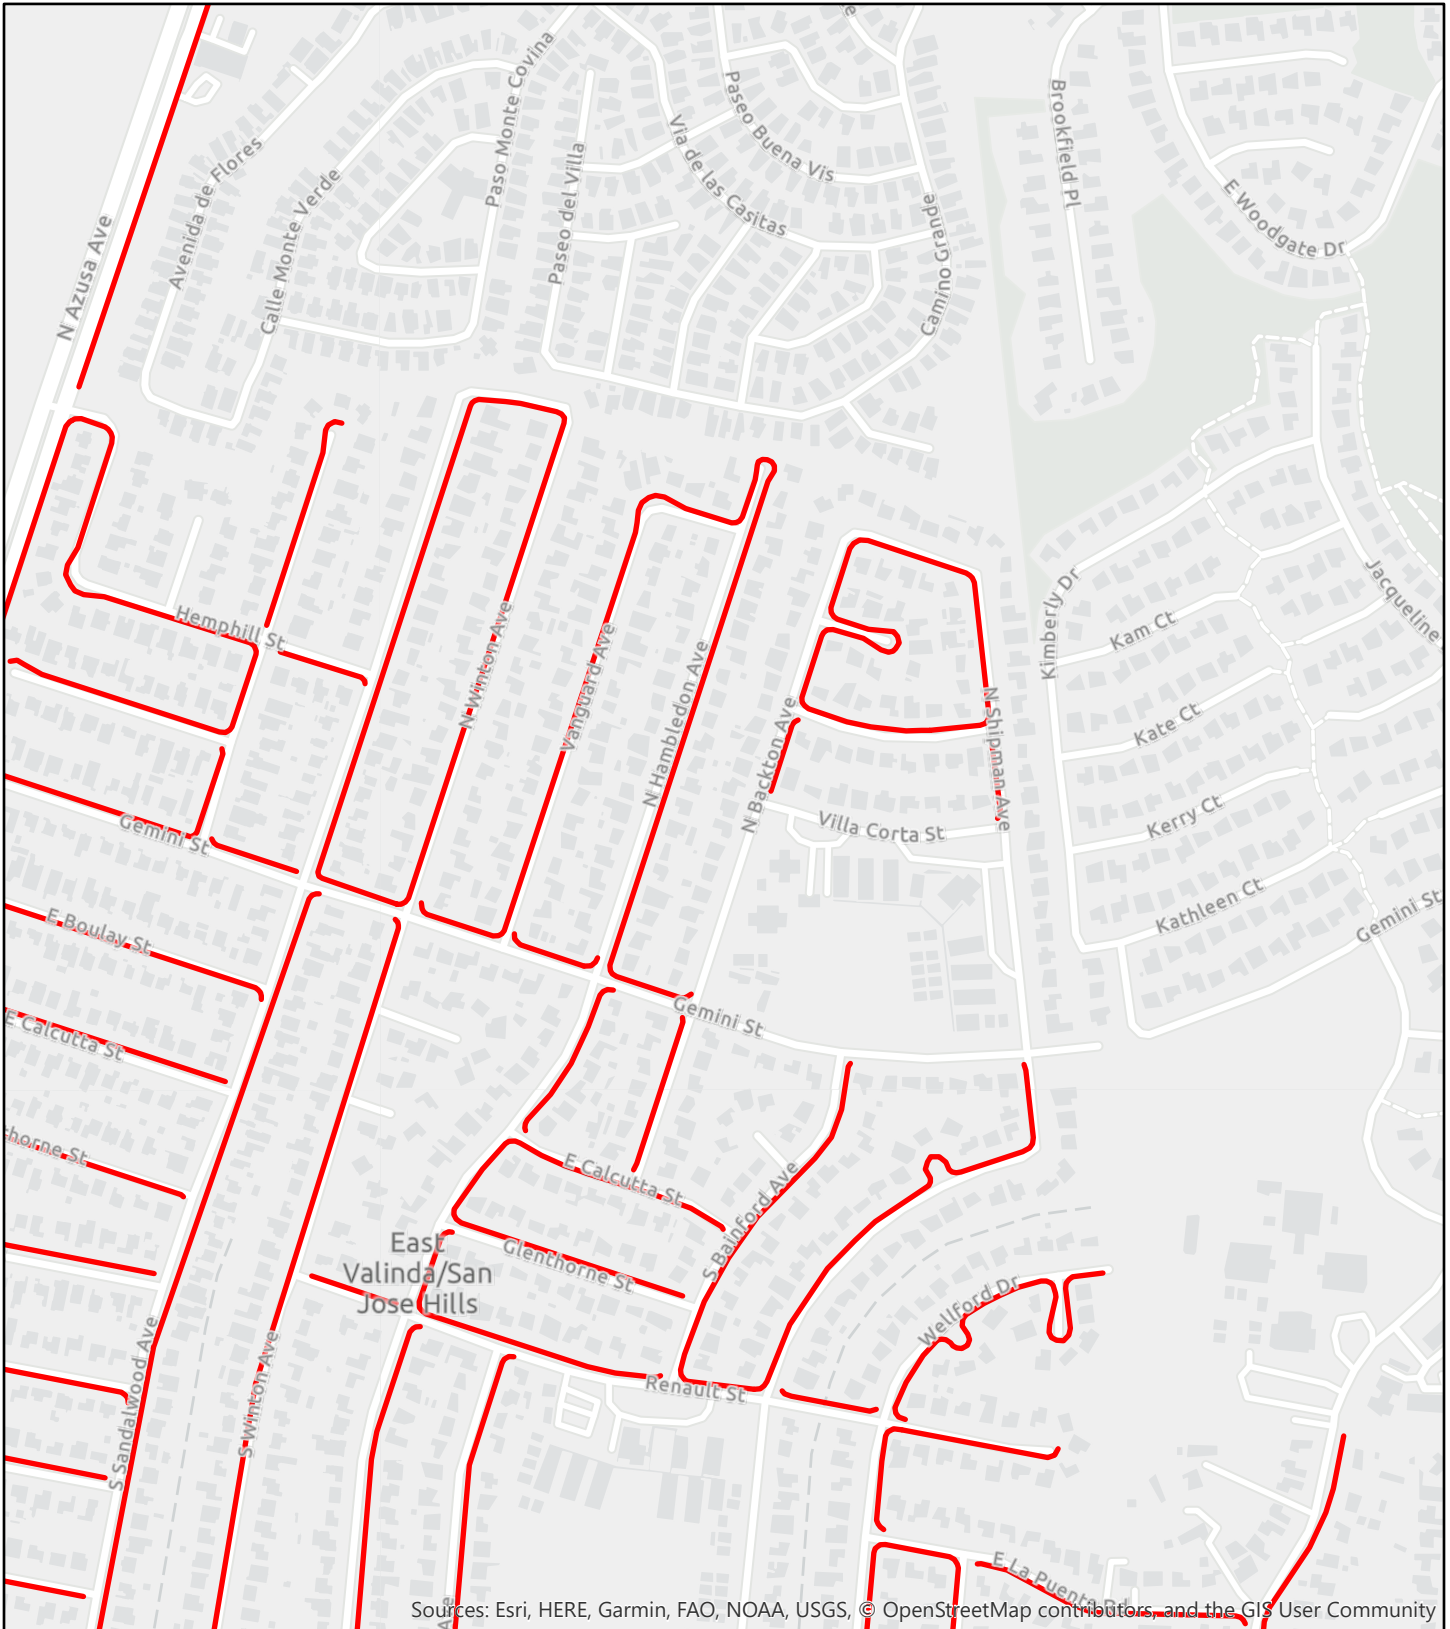 Paso Monte Covina
Avenida de Flores
Calle Monte Verde
N Azusa Ave
Paseo del Villa
Via de las Casitas
Paseo Buena Vis
Camino Grande
Brookfield Pl
E Woodgate Dr
Kimberly Dr
Kam Ct
Jacqueline
Kate Ct
Kerry Ct
Kathleen Ct
Gemini St
Hemphill St
N Winton Ave
Vanguard Ave
N Hambledon Ave
N Backton Ave
N Shipman Ave
Villa Corta St
Gemini St
E Boulay St
E Calcutta St
Gemini St
thorne St
E Calcutta St
S Bainford Ave
Glenthorne St
East
Valinda/San
Jose Hills
Wellford Dr
Renault St
S Sandalwood Ave
S Winton Ave
E La Puente Rd
Ave
Sources: Esri, HERE, Garmin, FAO, NOAA, USGS, © OpenStreetMap contributors, and the GIS User Community